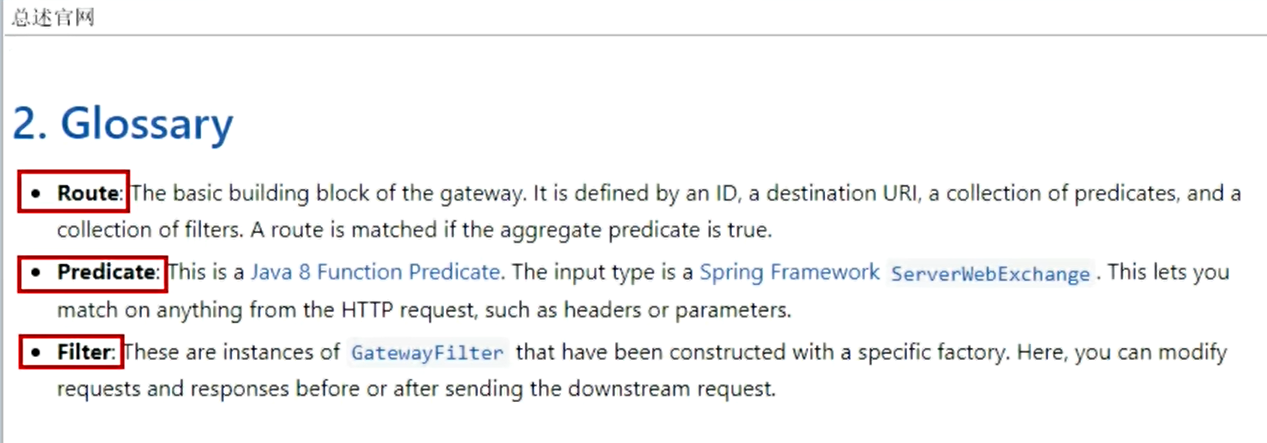 总述官网
2. Glossary
• Route: The basic building block of the gateway. It is defined by an ID, a destination URI, a collection of predicates, and a
collection of filters. A route is matched if the aggregate predicate is true.
• Predicate: This is a Java 8 Function Predicate. The input type is a Spring Framework ServerWebExchange. This lets you
match on anything from the HTTP request, such as headers or parameters.
• Filter: These are instances of GatewayFilter that have been constructed with a specific factory. Here, you can modify
requests and responses before or after sending the downstream request.